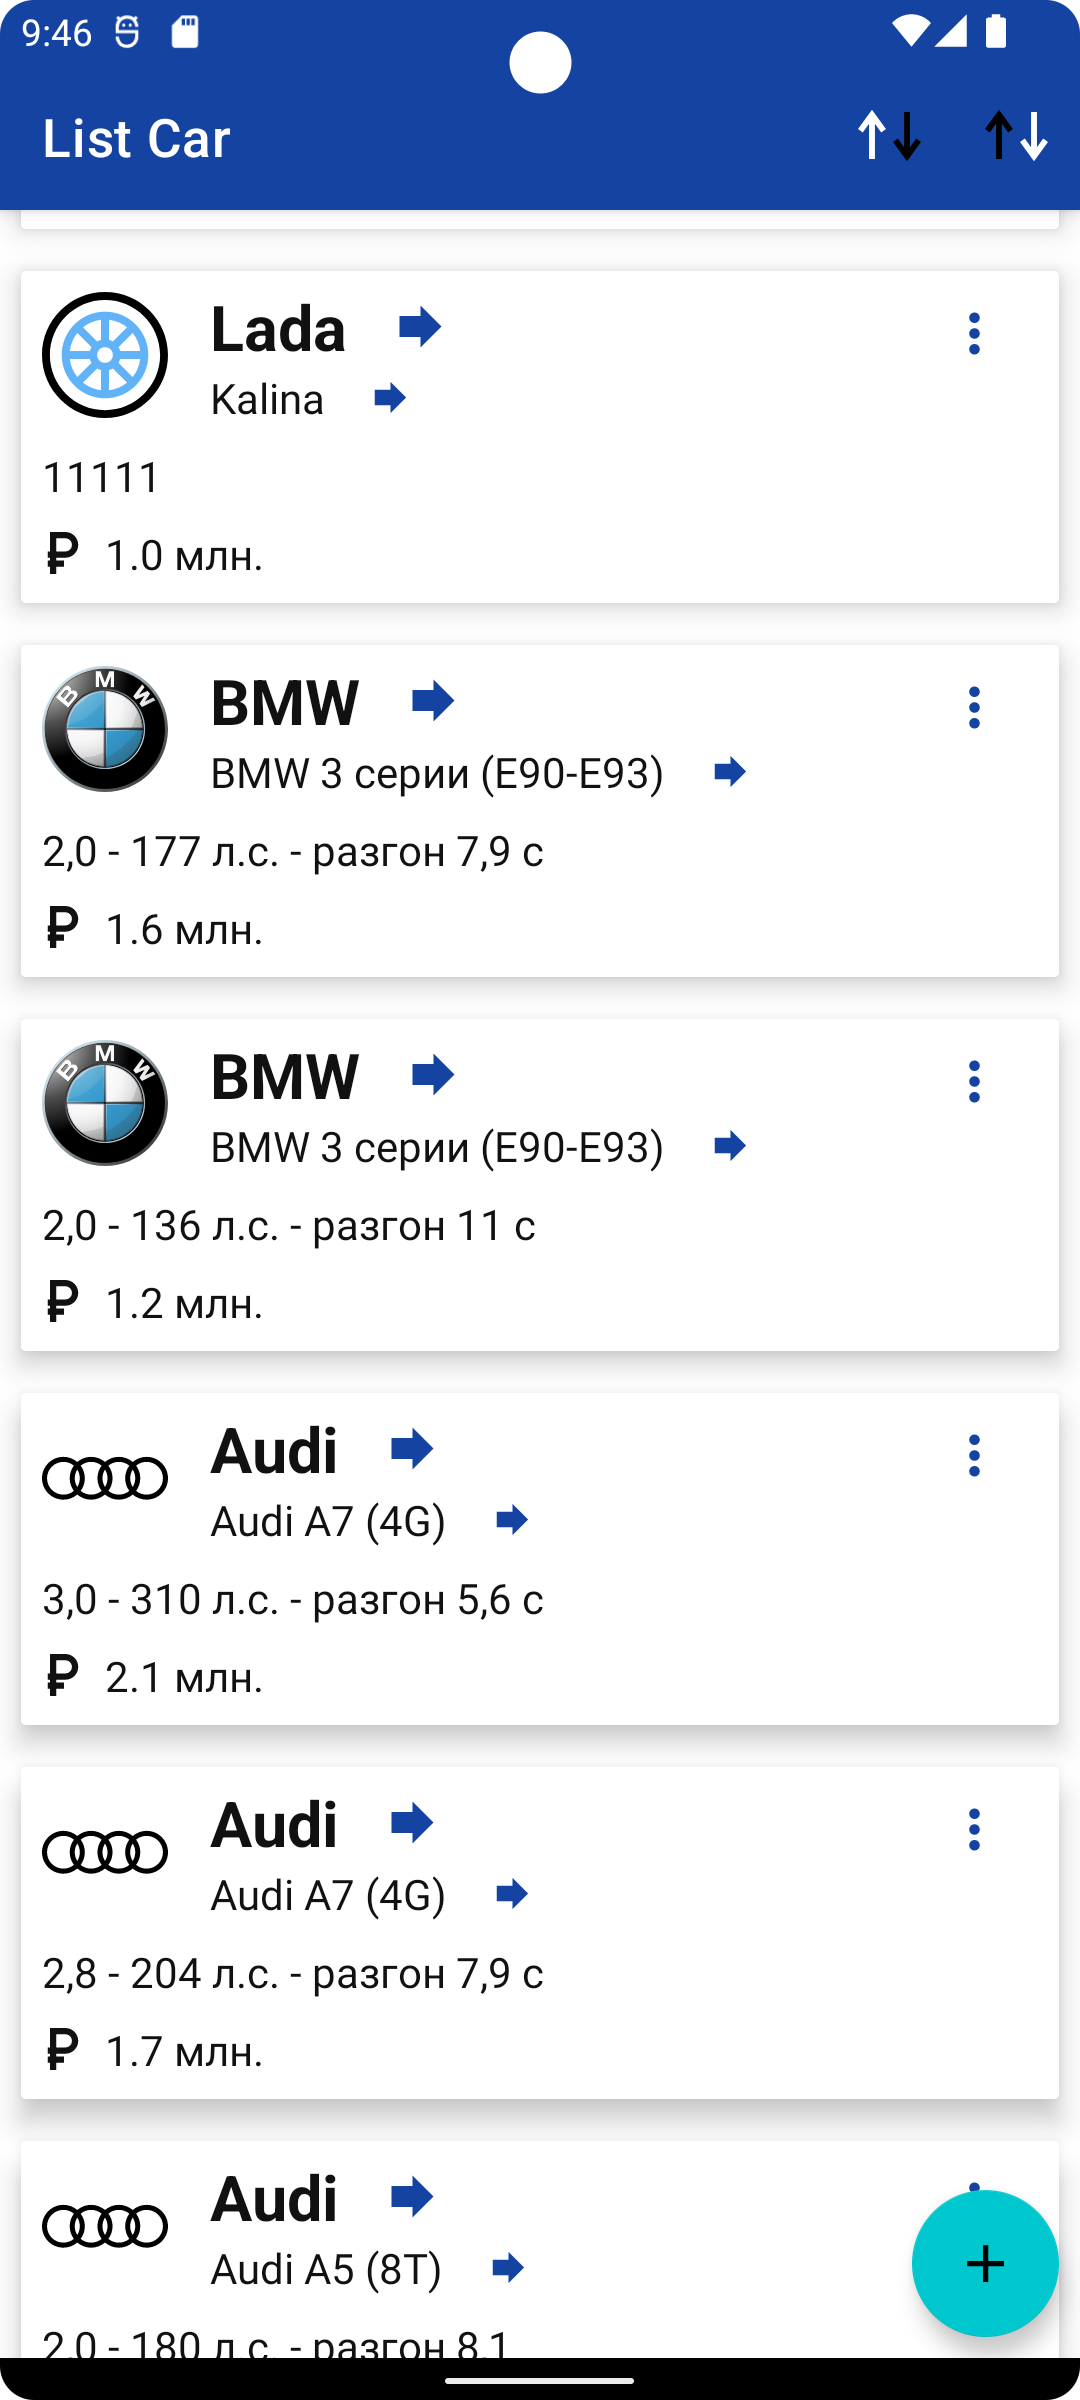 9:46
List Car
Lada
Kalina
11111
₽ 1.0 млн.
BMW
BMW
BMW 3 серии (E90-E93)
2,0 - 177 л.с. - разгон 7,9 с
₽ 1.6 млн.
BMW
BMW
BMW 3 серии (E90-E93)
2,0 - 136 л.с. - разгон 11 с
₽ 1.2 млн.
Audi
Audi A7 (4G)
3,0 - 310 л.с. - разгон 5,6 с
₽ 2.1 млн.
Audi
Audi A7 (4G)
2,8 - 204 л.с. - разгон 7,9 с
₽ 1.7 млн.
Audi
Audi A5 (8T)
2,0 - 180 л.с. - разгон 8,1